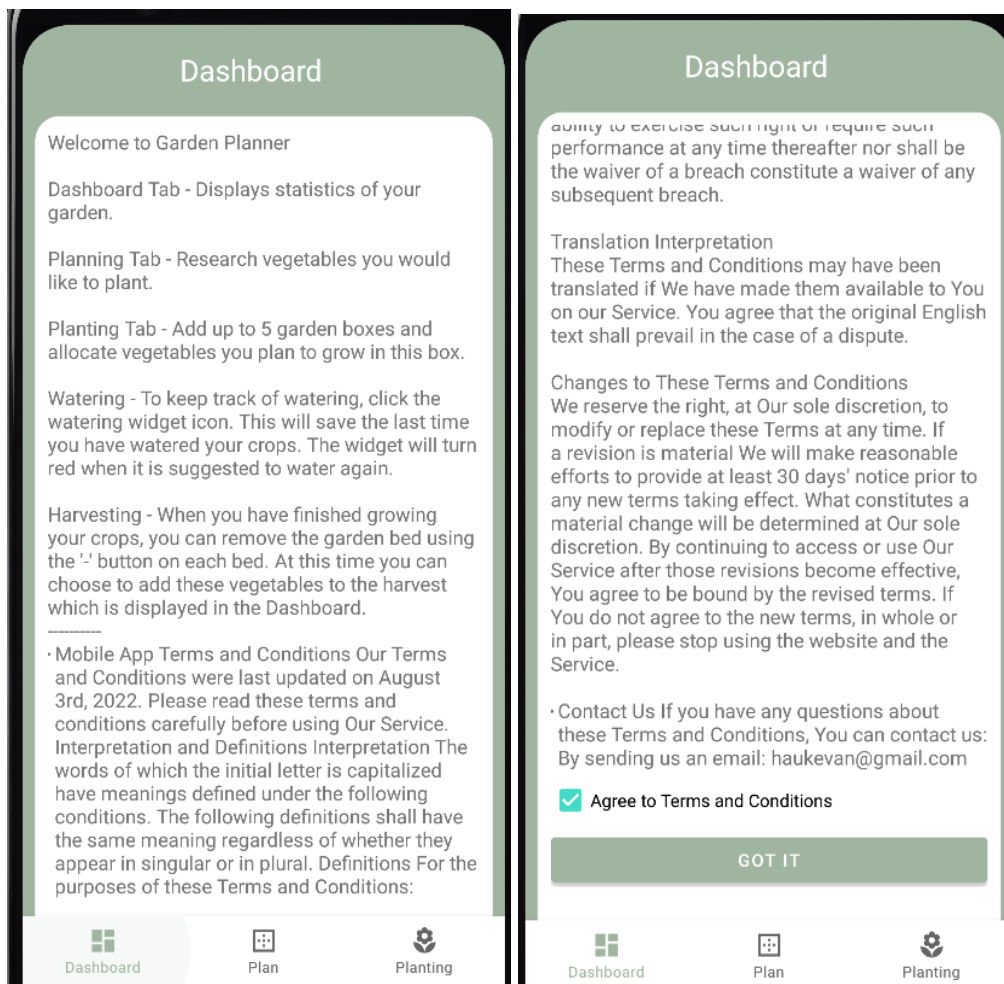 Dashboard
Welcome to Garden Planner
Dashboard Tab - Displays statistics of your
garden.
Planning Tab - Research vegetables you would
like to plant.
Planting Tab - Add up to 5 garden boxes and
allocate vegetables you plan to grow in this box.
Watering - To keep track of watering, click the
watering widget icon. This will save the last time
you have watered your crops. The widget will turn
red when it is suggested to water again.
Harvesting - When you have finished growing
your crops, you can remove the garden bed using
the '-' button on each bed. At this time you can
choose to add these vegetables to the harvest
which is displayed in the Dashboard.
----------
· Mobile App Terms and Conditions Our Terms
and Conditions were last updated on August
3rd, 2022. Please read these terms and
conditions carefully before using Our Service.
Interpretation and Definitions Interpretation The
words of which the initial letter is capitalized
have meanings defined under the following
conditions. The following definitions shall have
the same meaning regardless of whether they
appear in singular or in plural. Definitions For the
purposes of these Terms and Conditions:
Dashboard
Plan
Planting
Dashboard
ability to exercise such right or require such
performance at any time thereafter nor shall be
the waiver of a breach constitute a waiver of any
subsequent breach.
Translation Interpretation
These Terms and Conditions may have been
translated if We have made them available to You
on our Service. You agree that the original English
text shall prevail in the case of a dispute.
Changes to These Terms and Conditions
We reserve the right, at Our sole discretion, to
modify or replace these Terms at any time. If
a revision is material We will make reasonable
efforts to provide at least 30 days' notice prior to
any new terms taking effect. What constitutes a
material change will be determined at Our sole
discretion. By continuing to access or use Our
Service after those revisions become effective,
You agree to be bound by the revised terms. If
You do not agree to the new terms, in whole or
in part, please stop using the website and the
Service.
· Contact Us If you have any questions about
these Terms and Conditions, You can contact us:
By sending us an email: haukevan@gmail.com
Agree to Terms and Conditions
GOT IT
Dashboard
Plan
Planting